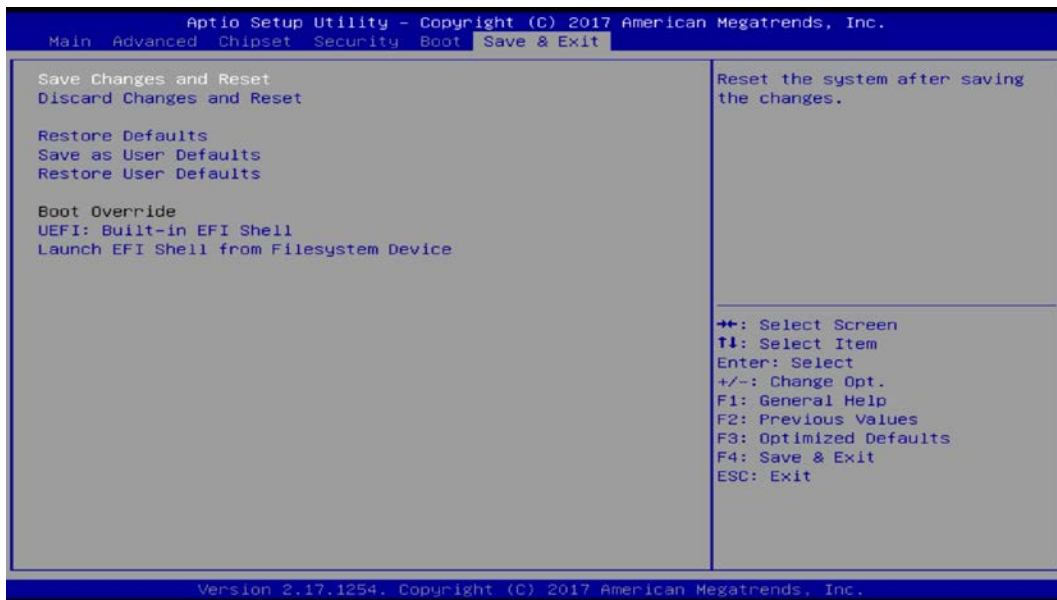 Aptio Setup Utility – Copyright (C) 2017 American Megatrends, Inc.
Main Advanced Chipset Security Boot Save & Exit
Save Changes and Reset
Discard Changes and Reset
Restore Defaults
Save as User Defaults
Restore User Defaults
Boot Override
UEFI: Built-in EFI Shell
Launch EFI Shell from Filesystem Device
Reset the system after saving
the changes.
→←: Select Screen
↑↓: Select Item
Enter: Select
+/-: Change Opt.
F1: General Help
F2: Previous Values
F3: Optimized Defaults
F4: Save & Exit
ESC: Exit
Version 2.17.1254. Copyright (C) 2017 American Megatrends, Inc.